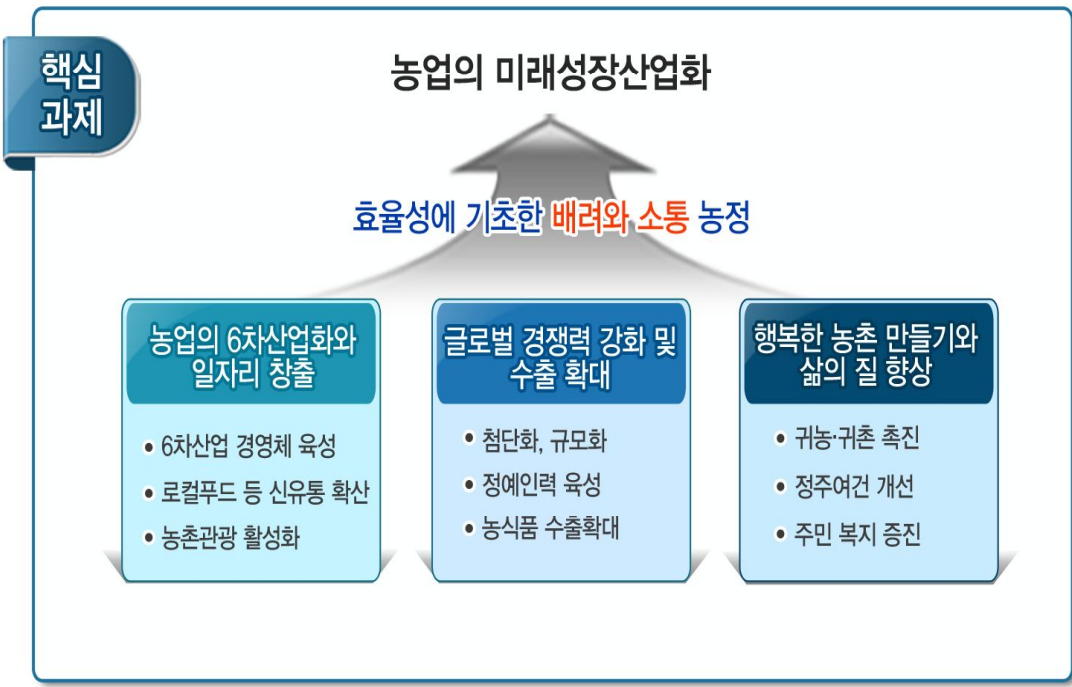 핵심
과제
농업의 미래성장산업화
효율성에 기초한 배려와 소통 농정
농업의 6차산업화와
일자리 창출
• 6차산업 경영체 육성
• 로컬푸드 등 신유통 확산
• 농촌관광 활성화
글로벌 경쟁력 강화 및
수출 확대
• 첨단화, 규모화
• 정예인력 육성
• 농식품 수출확대
행복한 농촌 만들기와
삶의 질 향상
• 귀농·귀촌 촉진
• 정주여건 개선
• 주민 복지 증진